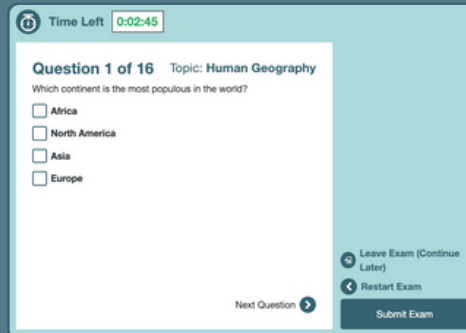 Time Left 0:02:45
Question 1 of 16 Topic: Human Geography
Which continent is the most populous in the world?
Africa
North America
Asia
Europe
Leave Exam (Continue
Later)
Restart Exam
Next Question
Submit Exam